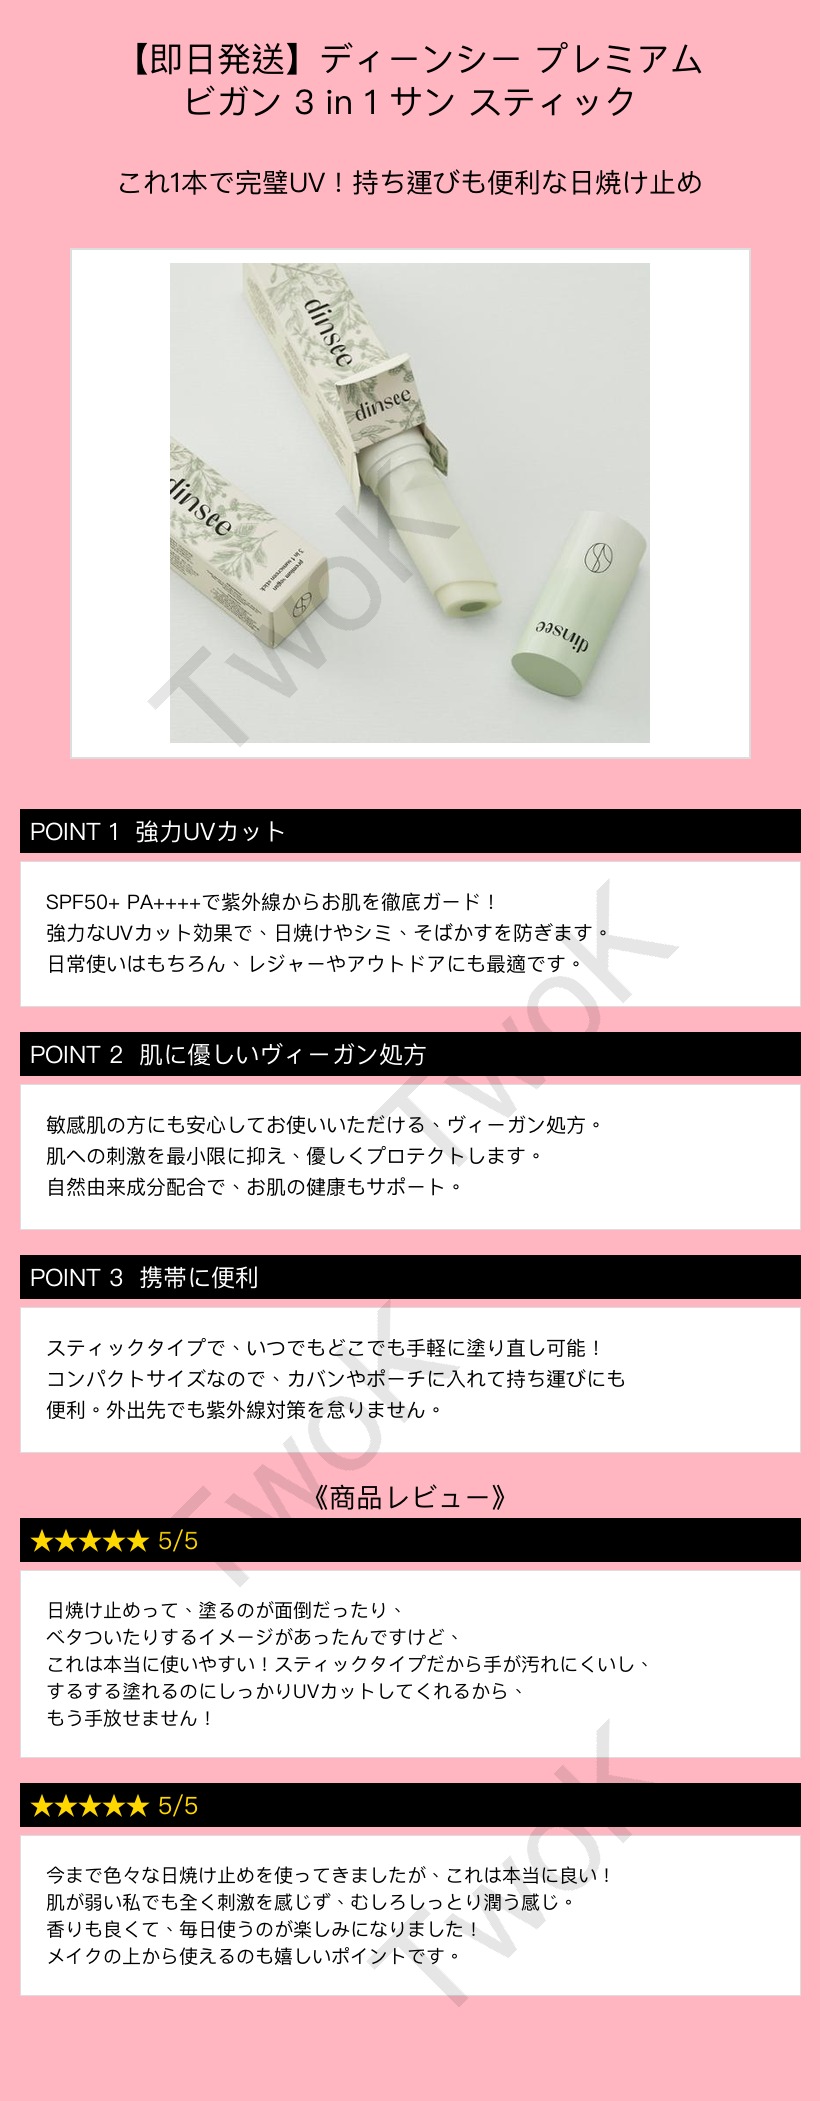 【即日発送】ディーンシー プレミアム
ビガン 3 in 1 サン スティック
これ1本で完璧UV！持ち運びも便利な日焼け止め
dinsee
dinsee
dinsee
premium vegan
3 in 1 sunscreen stick
dinsee
TwoK
POINT 1 強力UVカット
SPF50+ PA++++で紫外線からお肌を徹底ガード！
強力なUVカット効果で、日焼けやシミ、そばかすを防ぎます。
日常使いはもちろん、レジャーやアウトドアにも最適です。
TwoK
POINT 2 肌に優しいヴィーガン処方
敏感肌の方にも安心してお使いいただける、ヴィーガン処方。
肌への刺激を最小限に抑え、優しくプロテクトします。
自然由来成分配合で、お肌の健康もサポート。
POINT 3 携帯に便利
スティックタイプで、いつでもどこでも手軽に塗り直し可能！
コンパクトサイズなので、カバンやポーチに入れて持ち運びにも
便利。外出先でも紫外線対策を怠りません。
TwoK
《商品レビュー》
★★★★★ 5/5
日焼け止めって、塗るのが面倒だったり、
ベタついたりするイメージがあったんですけど、
これは本当に使いやすい！スティックタイプだから手が汚れにくいし、
するする塗れるのにしっかりUVカットしてくれるから、
もう手放せません！
★★★★★ 5/5
今まで色々な日焼け止めを使ってきましたが、これは本当に良い！
肌が弱い私でも全く刺激を感じず、むしろしっとり潤う感じ。
香りも良くて、毎日使うのが楽しみになりました！
メイクの上から使えるのも嬉しいポイントです。
TwoK